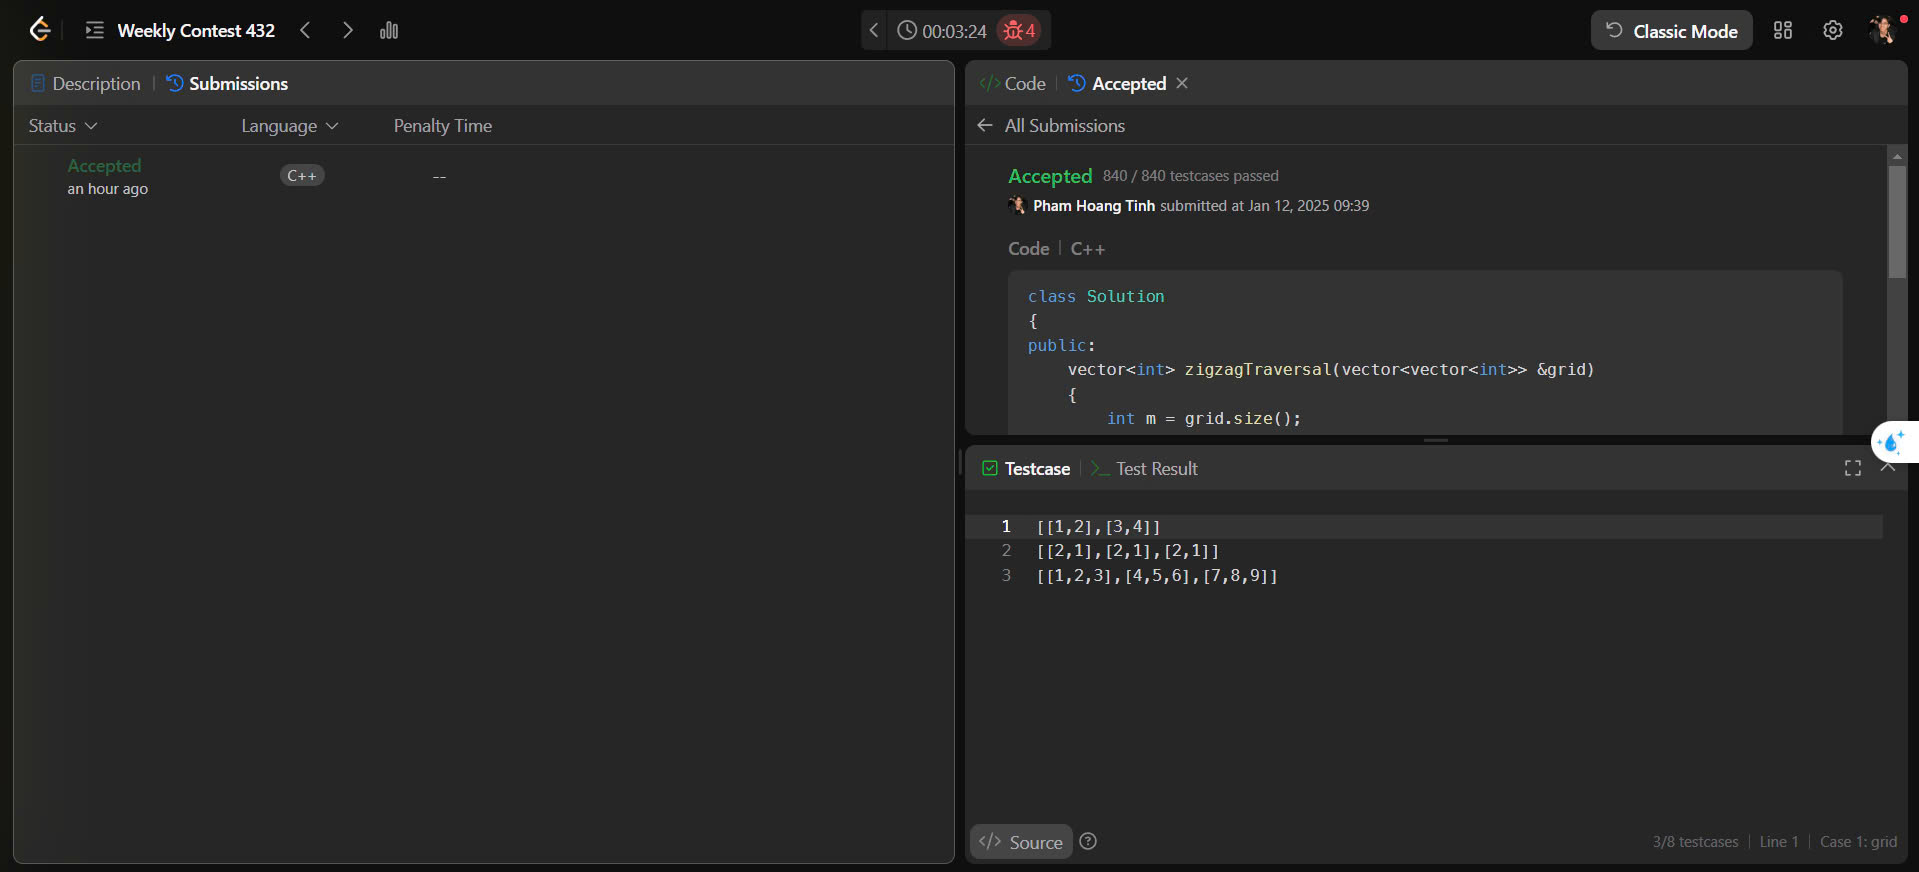 Weekly Contest 432
00:03:24
4
Classic Mode
Description
Submissions
Status
Language
Penalty Time
Accepted
an hour ago
C++
--
Code
Accepted
All Submissions
Accepted 840 / 840 testcases passed
Pham Hoang Tinh submitted at Jan 12, 2025 09:39
Code | C++
class Solution
{
public:
    vector<int> zigzagTraversal(vector<vector<int>> &grid)
    {
        int m = grid.size();
Testcase
>_ Test Result
1 [[1,2],[3,4]]
2 [[2,1],[2,1],[2,1]]
3 [[1,2,3],[4,5,6],[7,8,9]]
</> Source
3/8 testcases | Line 1 | Case 1: grid